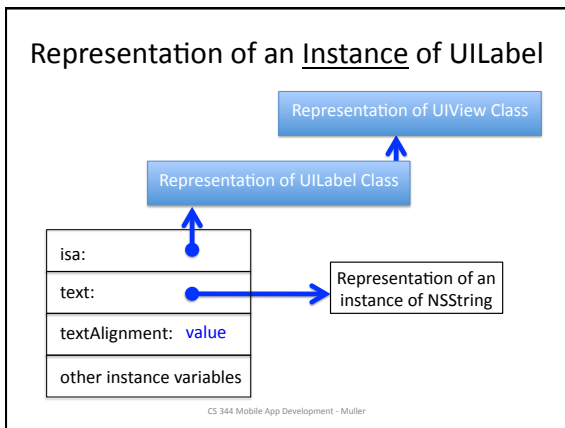 Representation of an Instance of UILabel
Representation of UIView Class
Representation of UILabel Class
isa:
text:
Representation of an
instance of NSString
textAlignment: value
other instance variables
CS 344 Mobile App Development - Muller